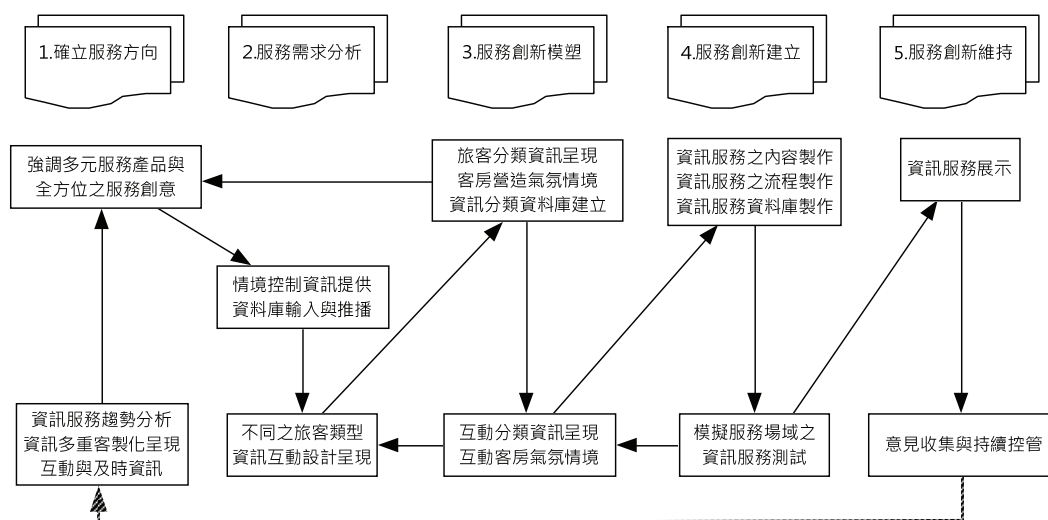 1.確立服務方向
2.服務需求分析
3.服務創新模塑
4.服務創新建立
5.服務創新維持
強調多元服務產品與
全方位之服務創意
旅客分類資訊呈現
客房營造氣氛情境
資訊分類資料庫建立
資訊服務之內容製作
資訊服務之流程製作
資訊服務資料庫製作
資訊服務展示
情境控制資訊提供
資料庫輸入與推播
資訊服務趨勢分析
資訊多重客製化呈現
互動與及時資訊
不同之旅客類型
資訊互動設計呈現
互動分類資訊呈現
互動客房氣氛情境
模擬服務場域之
資訊服務測試
意見收集與持續控管